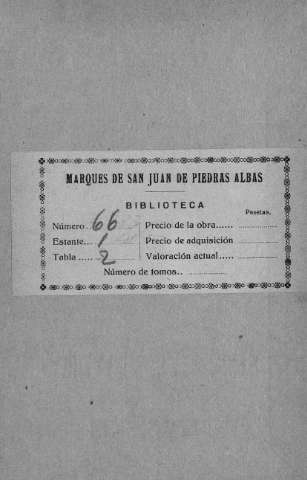 MARQUES DE SAN JUAN DE PIEDRAS ALBAS
BIBLIOTECA
Pesetas.
Número 66 Precio de la obra......
Estante 1 Precio de adquisición
Tabla ..... 2 Valoración actual.....
Número de tomos..